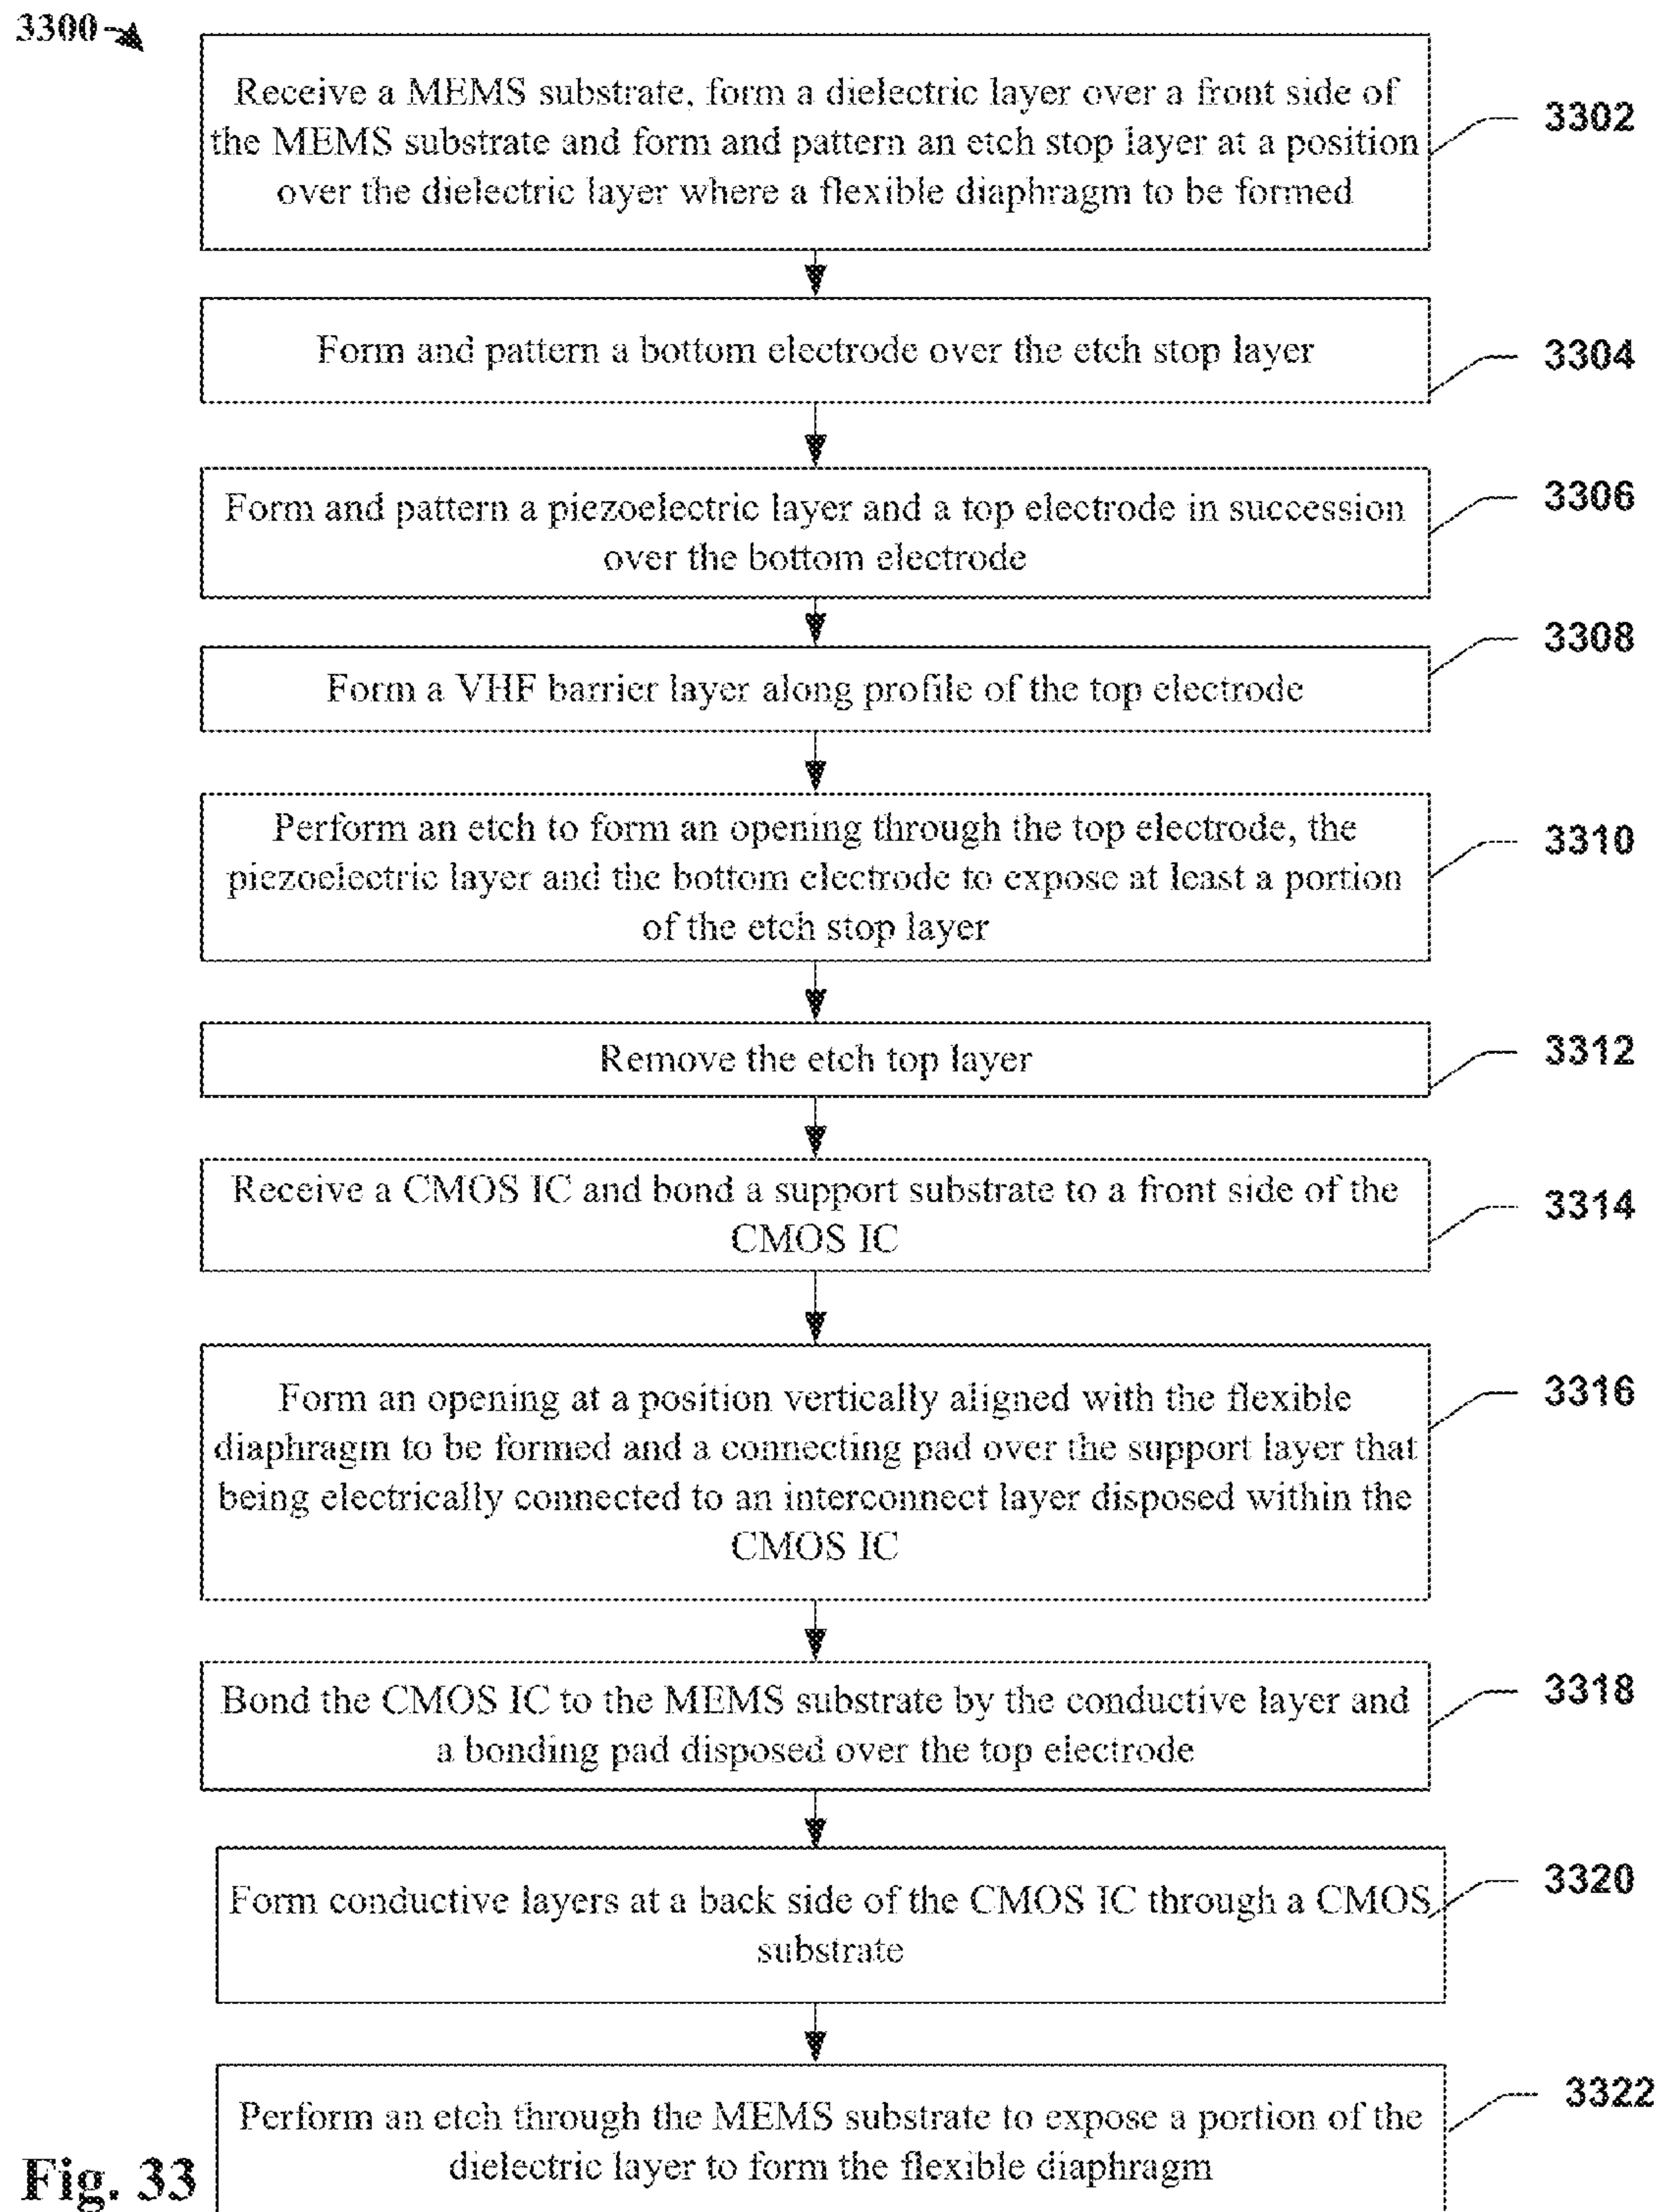 3300
Receive a MEMS substrate, form a dielectric layer over a front side of
the MEMS substrate and form and pattern an etch stop layer at a position
over the dielectric layer where a flexible diaphragm to be formed
3302
Form and pattern a bottom electrode over the etch stop layer
3304
Form and pattern a piezoelectric layer and a top electrode in succession
over the bottom electrode
3306
Form a VHF barrier layer along profile of the top electrode
3308
Perform an etch to form an opening through the top electrode, the
piezoelectric layer and the bottom electrode to expose at least a portion
of the etch stop layer
3310
Remove the etch top layer
3312
Receive a CMOS IC and bond a support substrate to a front side of the
CMOS IC
3314
Form an opening at a position vertically aligned with the flexible
diaphragm to be formed and a connecting pad over the support layer that
being electrically connected to an interconnect layer disposed within the
CMOS IC
3316
Bond the CMOS IC to the MEMS substrate by the conductive layer and
a bonding pad disposed over the top electrode
3318
Form conductive layers at a back side of the CMOS IC through a CMOS
substrate
3320
Perform an etch through the MEMS substrate to expose a portion of the
dielectric layer to form the flexible diaphragm
3322
Fig. 33